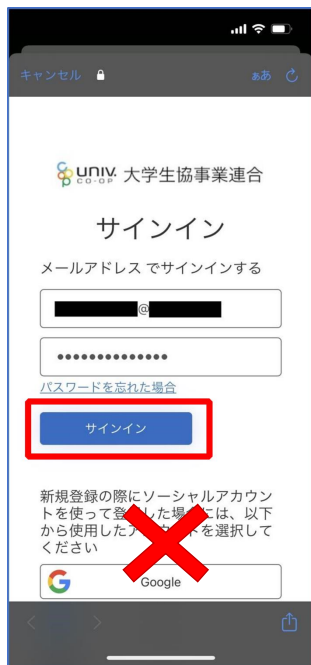 キャンセル
ぁあ
UNIV.
CO-OP
大学生協事業連合
サインイン
メールアドレス でサインインする
@
パスワードを忘れた場合
サインイン
新規登録の際にソーシャルアカウン
トを使って登 した場 には、以下
から使用したア トを選択して
ください
G
Google